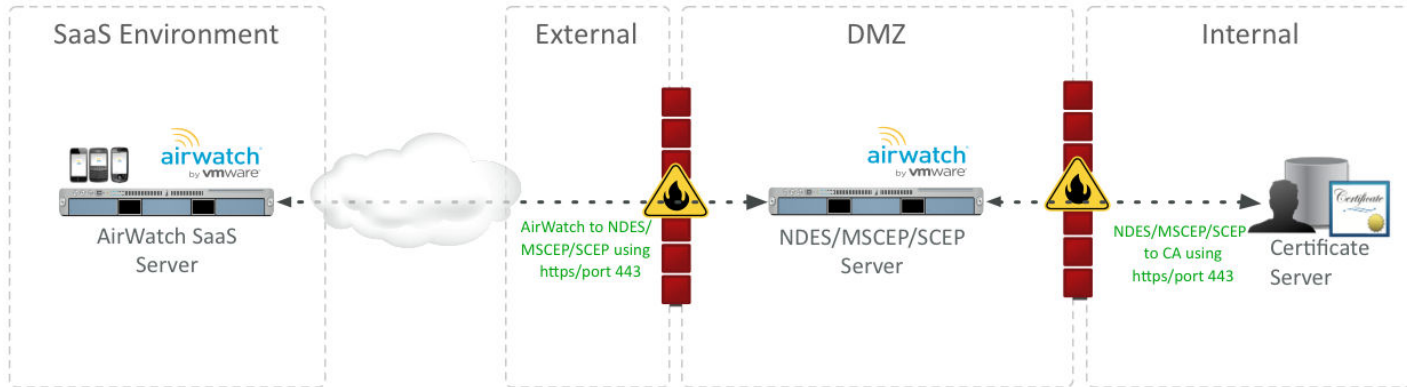 SaaS Environment
External
DMZ
Internal
airwatch
by vmware
AirWatch SaaS
Server
AirWatch to NDES/
MSCEP/SCEP using
https/port 443
airwatch
by vmware
NDES/MSCEP/SCEP
Server
NDES/MSCEP/SCEP
to CA using
https/port 443
Certificate
Certificate
Server